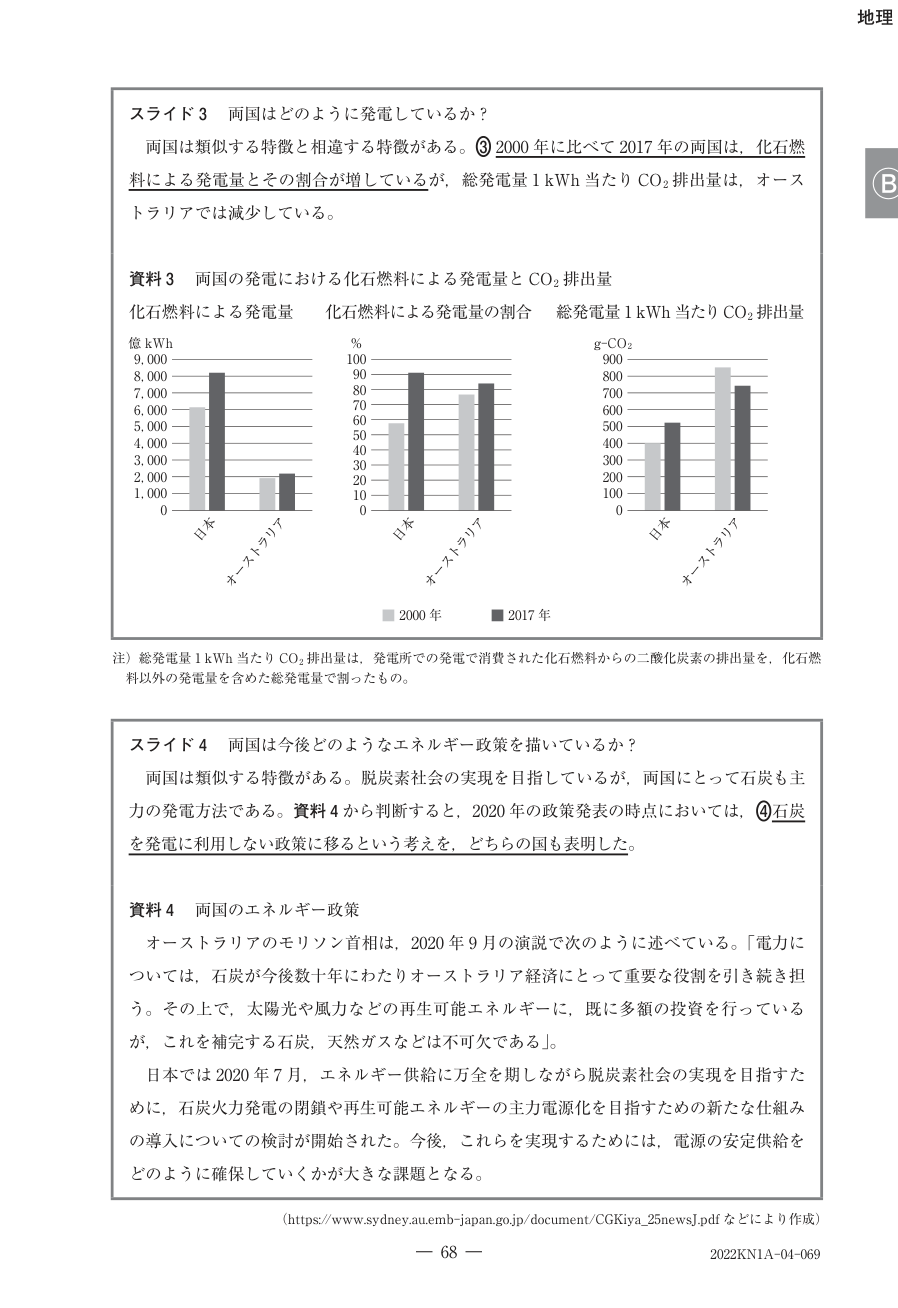 地理
B
スライド3 両国はどのように発電しているか?
両国は類似する特徴と相違する特徴がある。③2000年に比べて2017年の両国は，化石燃
料による発電量とその割合が増しているが，総発電量1kWh当たりCO₂排出量は，オース
トラリアでは減少している。
資料3 両国の発電における化石燃料による発電量とCO₂排出量
化石燃料による発電量 化石燃料による発電量の割合 総発電量1kWh当たりCO₂排出量
億kWh % g-CO₂
9,000 100 900
8,000 90 800
7,000 80 700
6,000 70 600
5,000 60 500
4,000 50 400
3,000 40 300
2,000 30 200
1,000 20 100
0 10 0
0
日本 オーストラリア 日本 オーストラリア 日本 オーストラリア
2000年 2017年
注）総発電量1kWh当たりCO₂排出量は，発電所での発電で消費された化石燃料からの二酸化炭素の排出量を，化石燃
料以外の発電量を含めた総発電量で割ったもの。
スライド4 両国は今後どのようなエネルギー政策を描いているか?
両国は類似する特徴がある。脱炭素社会の実現を目指しているが，両国にとって石炭も主
力の発電方法である。資料4から判断すると，2020年の政策発表の時点においては，④石炭
を発電に利用しない政策に移るという考えを，どちらの国も表明した。
資料4 両国のエネルギー政策
オーストラリアのモリソン首相は，2020年9月の演説で次のように述べている。「電力に
ついては，石炭が今後数十年にわたりオーストラリア経済にとって重要な役割を引き続き担
う。その上で，太陽光や風力などの再生可能エネルギーに，既に多額の投資を行っている
が，これを補完する石炭，天然ガスなどは不可欠である」。
日本では2020年7月，エネルギー供給に万全を期しながら脱炭素社会の実現を目指すた
めに，石炭火力発電の閉鎖や再生可能エネルギーの主力電源化を目指すための新たな仕組み
の導入についての検討が開始された。今後，これらを実現するためには，電源の安定供給を
どのように確保していくかが大きな課題となる。
（https://www.sydney.au.emb-japan.go.jp/document/CGKiya_25newsJ.pdfなどにより作成）
― 68 ―
2022KN1A-04-069